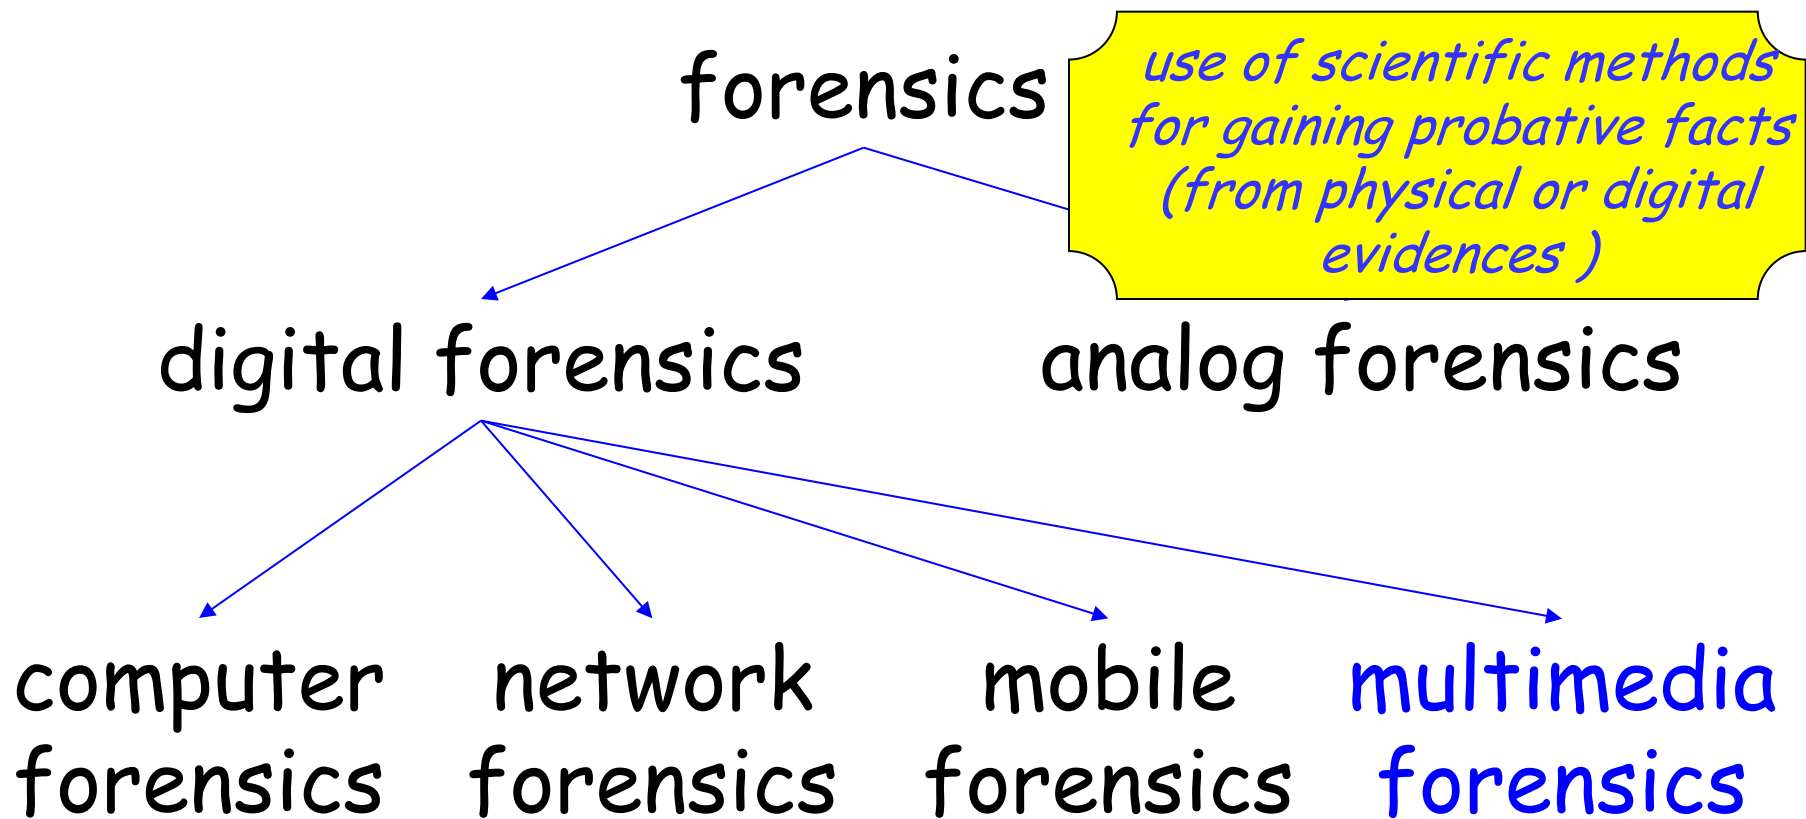 forensics
use of scientific methods
for gaining probative facts
(from physical or digital
evidences )
digital forensics
analog forensics
computer
forensics
network
forensics
mobile
forensics
multimedia
forensics